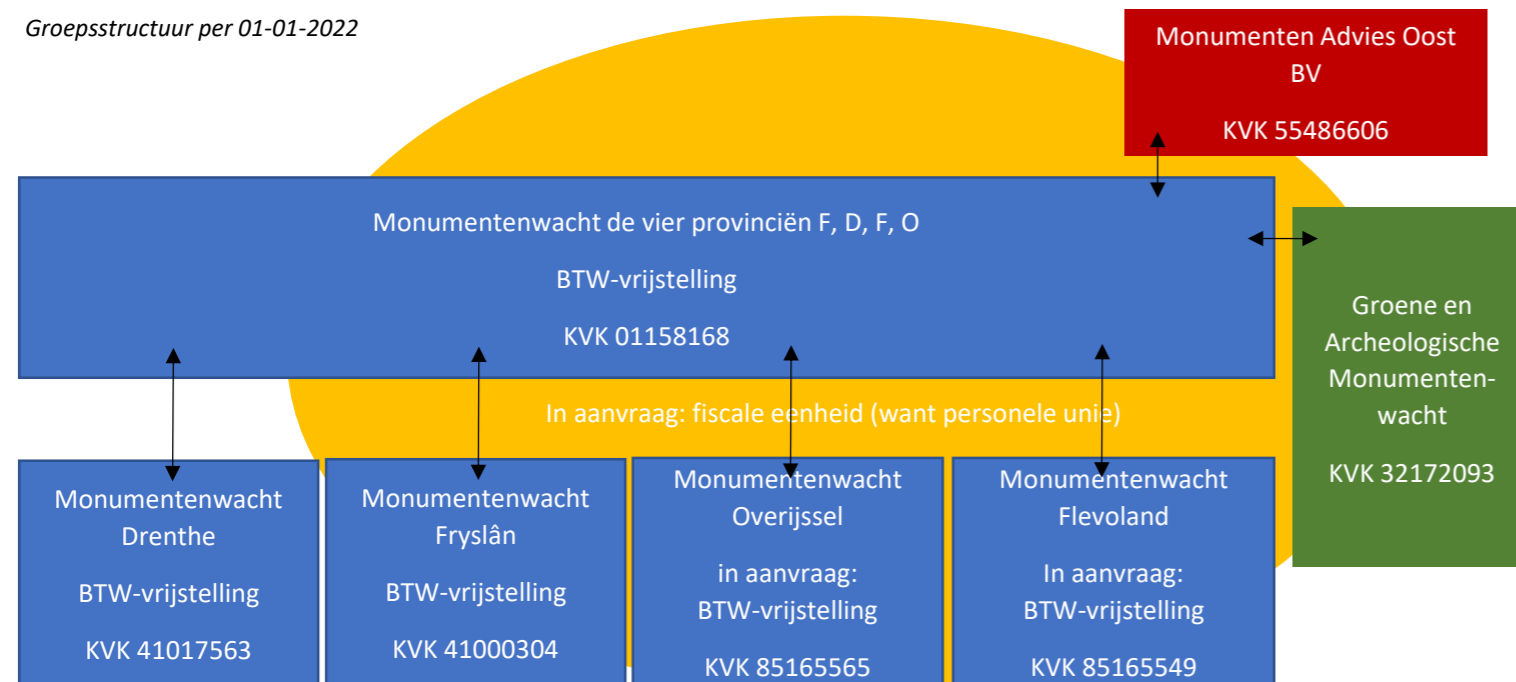 Groepsstructuur per 01-01-2022
Monumenten Advies Oost
BV
KVK 55486606
Monumentenwacht de vier provinciën F, D, F, O
BTW-vrijstelling
KVK 01158168
Groene en
Archeologische
Monumenten-
wacht
KVK 32172093
In aanvraag: fiscale eenheid (want personele unie)
Monumentenwacht
Drenthe
BTW-vrijstelling
KVK 41017563
Monumentenwacht
Fryslân
BTW-vrijstelling
KVK 41000304
Monumentenwacht
Overijssel
in aanvraag:
BTW-vrijstelling
KVK 85165565
Monumentenwacht
Flevoland
In aanvraag:
BTW-vrijstelling
KVK 85165549